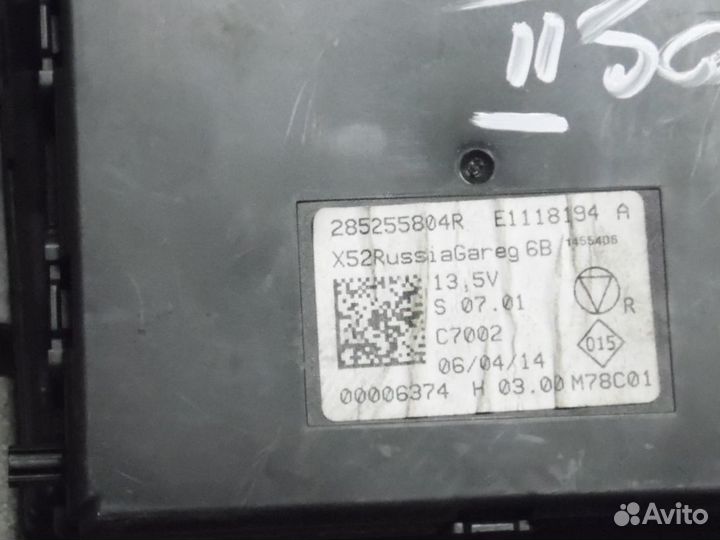 285255804R E1118194 A
X52RussiaGareg 6B 1455406
13,5V
S 07.01
R
C7002
015
06/04/14
00006374 H 03.00 M78C01
Avito